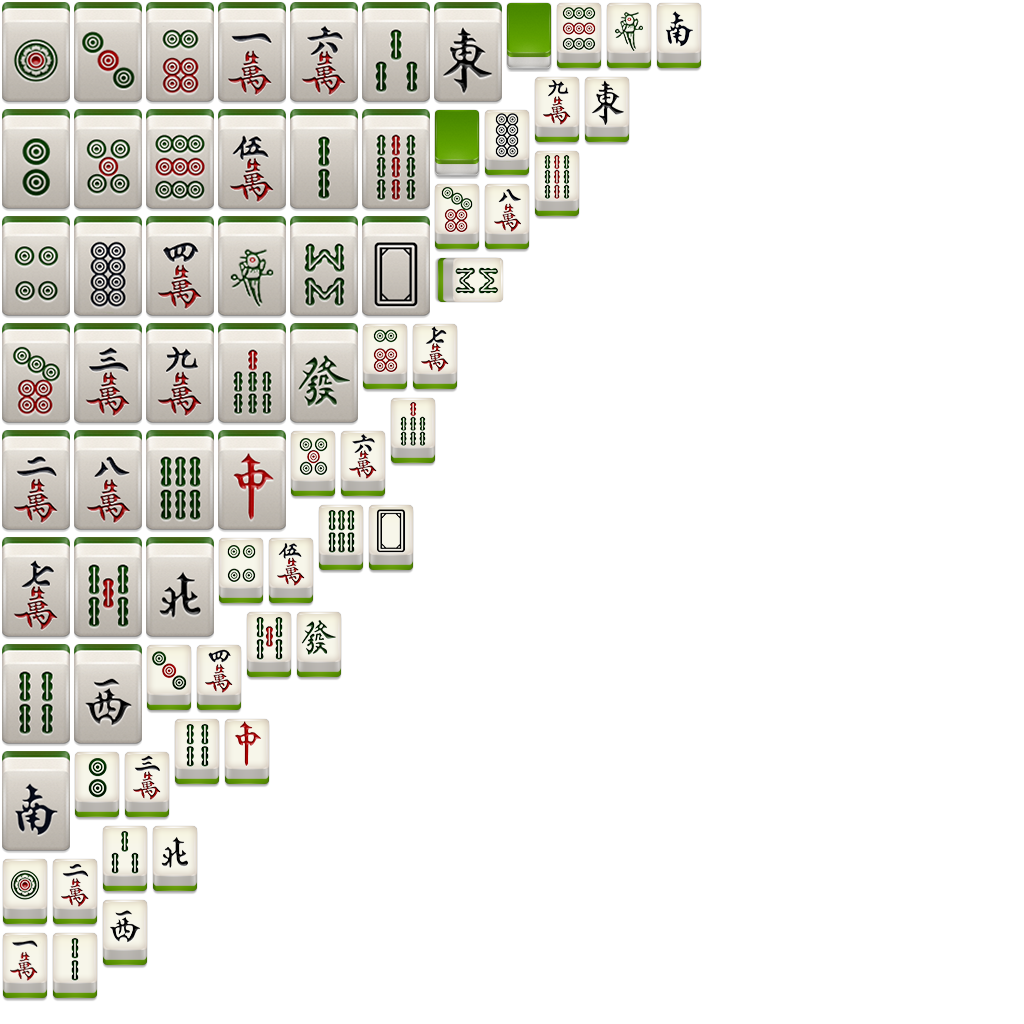 一萬 六萬 東 南
九萬 東
伍萬
八萬
四萬
三萬 九萬 發 七萬
二萬 八萬 中 六萬
七萬 北 伍萬
發
西 四萬
中
南 三萬
北
二萬
西
一萬